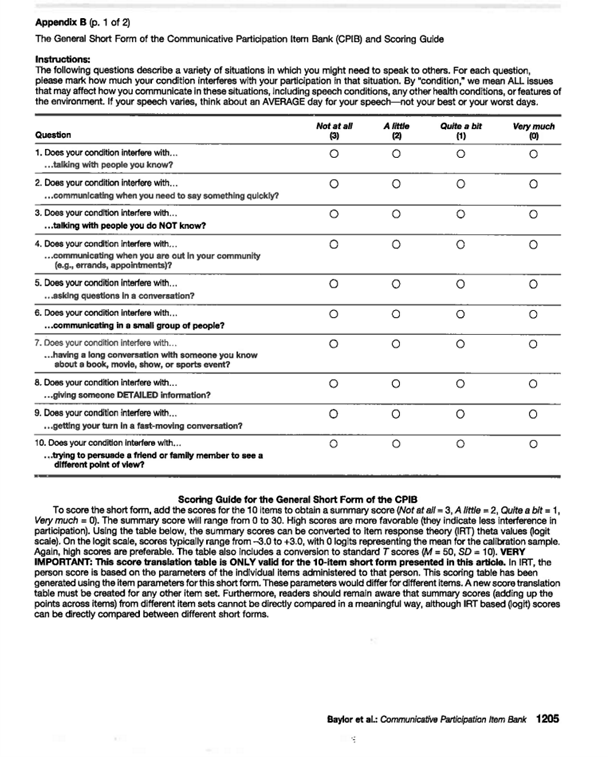 Appendix B (p. 1 of 2)
The General Short Form of the Communicative Participation Item Bank (CPIB) and Scoring Guide
Instructions:
The following questions describe a variety of situations in which you might need to speak to others. For each question,
please mark how much your condition interferes with your participation in that situation. By "condition," we mean ALL issues
that may affect how you communicate in these situations, including speech conditions, any other health conditions, or features of
the environment. If your speech varies, think about an AVERAGE day for your speech—not your best or your worst days.
Question Not at all (3) A little (2) Quite a bit (1) Very much (0)
1. Does your condition interfere with…
…talking with people you know?
2. Does your condition interfere with…
…communicating when you need to say something quickly?
3. Does your condition interfere with…
…talking with people you do NOT know?
4. Does your condition interfere with…
…communicating when you are out in your community
(e.g., errands, appointments)?
5. Does your condition interfere with…
…asking questions in a conversation?
6. Does your condition interfere with…
…communicating in a small group of people?
7. Does your condition interfere with…
…having a long conversation with someone you know
about a book, movie, show, or sports event?
8. Does your condition interfere with…
…giving someone DETAILED information?
9. Does your condition interfere with…
…getting your turn in a fast-moving conversation?
10. Does your condition interfere with…
…trying to persuade a friend or family member to see a
different point of view?
Scoring Guide for the General Short Form of the CPIB
To score the short form, add the scores for the 10 items to obtain a summary score (Not at all = 3, A little = 2, Quite a bit = 1,
Very much = 0). The summary score will range from 0 to 30. High scores are more favorable (they indicate less interference in
participation). Using the table below, the summary scores can be converted to item response theory (IRT) theta values (logit
scale). On the logit scale, scores typically range from –3.0 to +3.0, with 0 logits representing the mean for the calibration sample.
Again, high scores are preferable. The table also includes a conversion to standard T scores (M = 50, SD = 10). VERY
IMPORTANT: This score translation table is ONLY valid for the 10-item short form presented in this article. In IRT, the
person score is based on the parameters of the individual items administered to that person. This scoring table has been
generated using the item parameters for this short form. These parameters would differ for different items. A new score translation
table must be created for any other item set. Furthermore, readers should remain aware that summary scores (adding up the
points across items) from different item sets cannot be directly compared in a meaningful way, although IRT based (logit) scores
can be directly compared between different short forms.
Baylor et al.: Communicative Participation Item Bank 1205